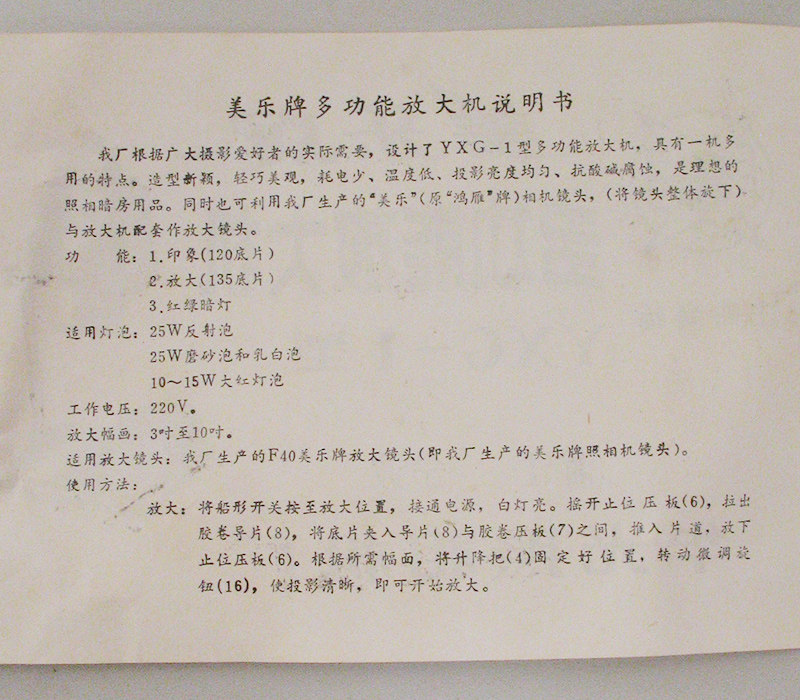 美乐牌多功能放大机说明书
我厂根据广大摄影爱好者的实际需要，设计了YXG-1型多功能放大机，具有一机多
用的特点。造型新颖，轻巧美观，耗电少、温度低、投影亮度均匀、抗酸碱腐蚀，是理想的
照相暗房用品。同时也可利用我厂生产的“美乐”(原“鸿雁”牌)相机镜头，(将镜头整体旋下)
与放大机配套作放大镜头。
功　　能：1.印象(120底片)
2.放大(135底片)
3.红绿暗灯
适用灯泡：25W反射泡
25W磨砂泡和乳白泡
10～15W大红灯泡
工作电压：220V。
放大幅画：3吋至10吋。
适用放大镜头：我厂生产的F40美乐牌放大镜头(即我厂生产的美乐牌照相机镜头)。
使用方法：
放大：将船形开关按至放大位置，接通电源，白灯亮。摇开止位压板(6)，拉出
胶卷导片(8)，将底片夹入导片(8)与胶卷压板(7)之间，推入片道，放下
止位压板(6)。根据所需幅面，将升降把(4)固定好位置，转动微调旋
钮(16)，使投影清晰，即可开始放大。